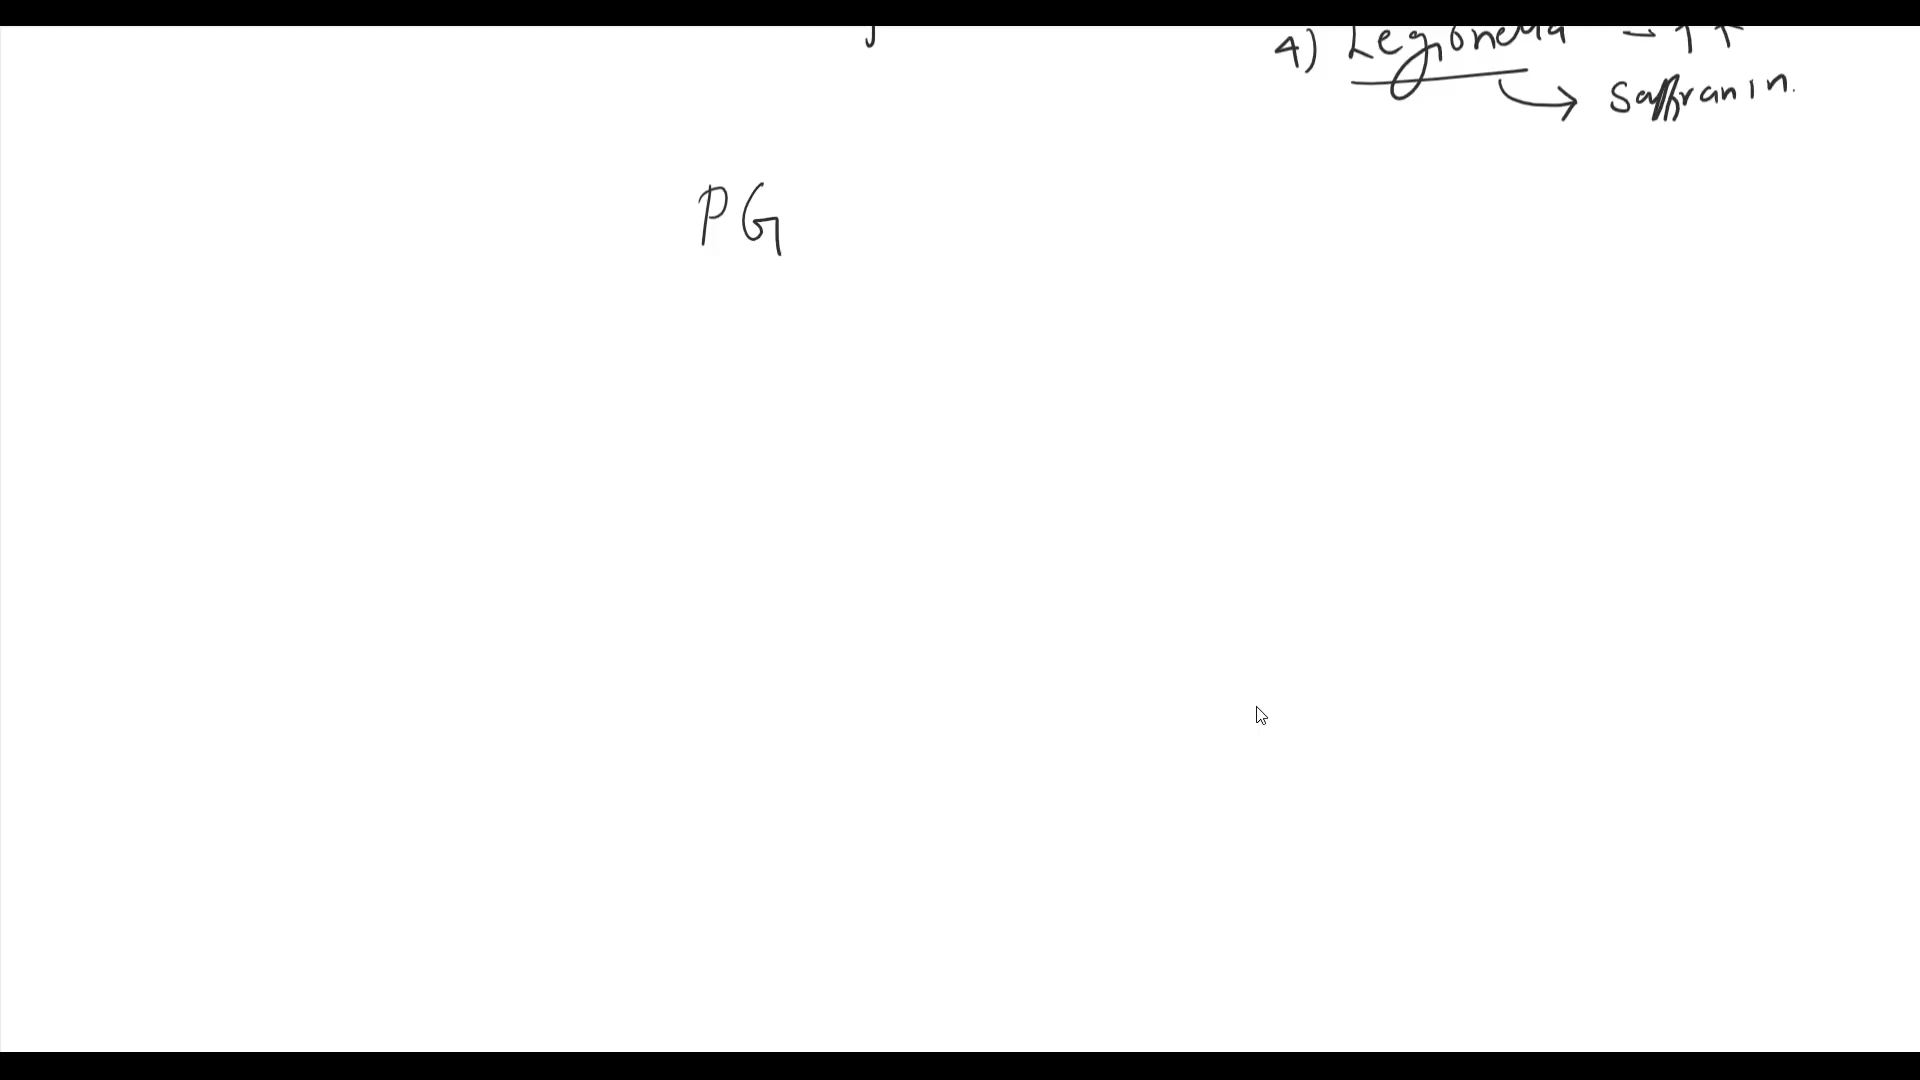 4) Legionella - ↑↑
→ Saffranin.
PG